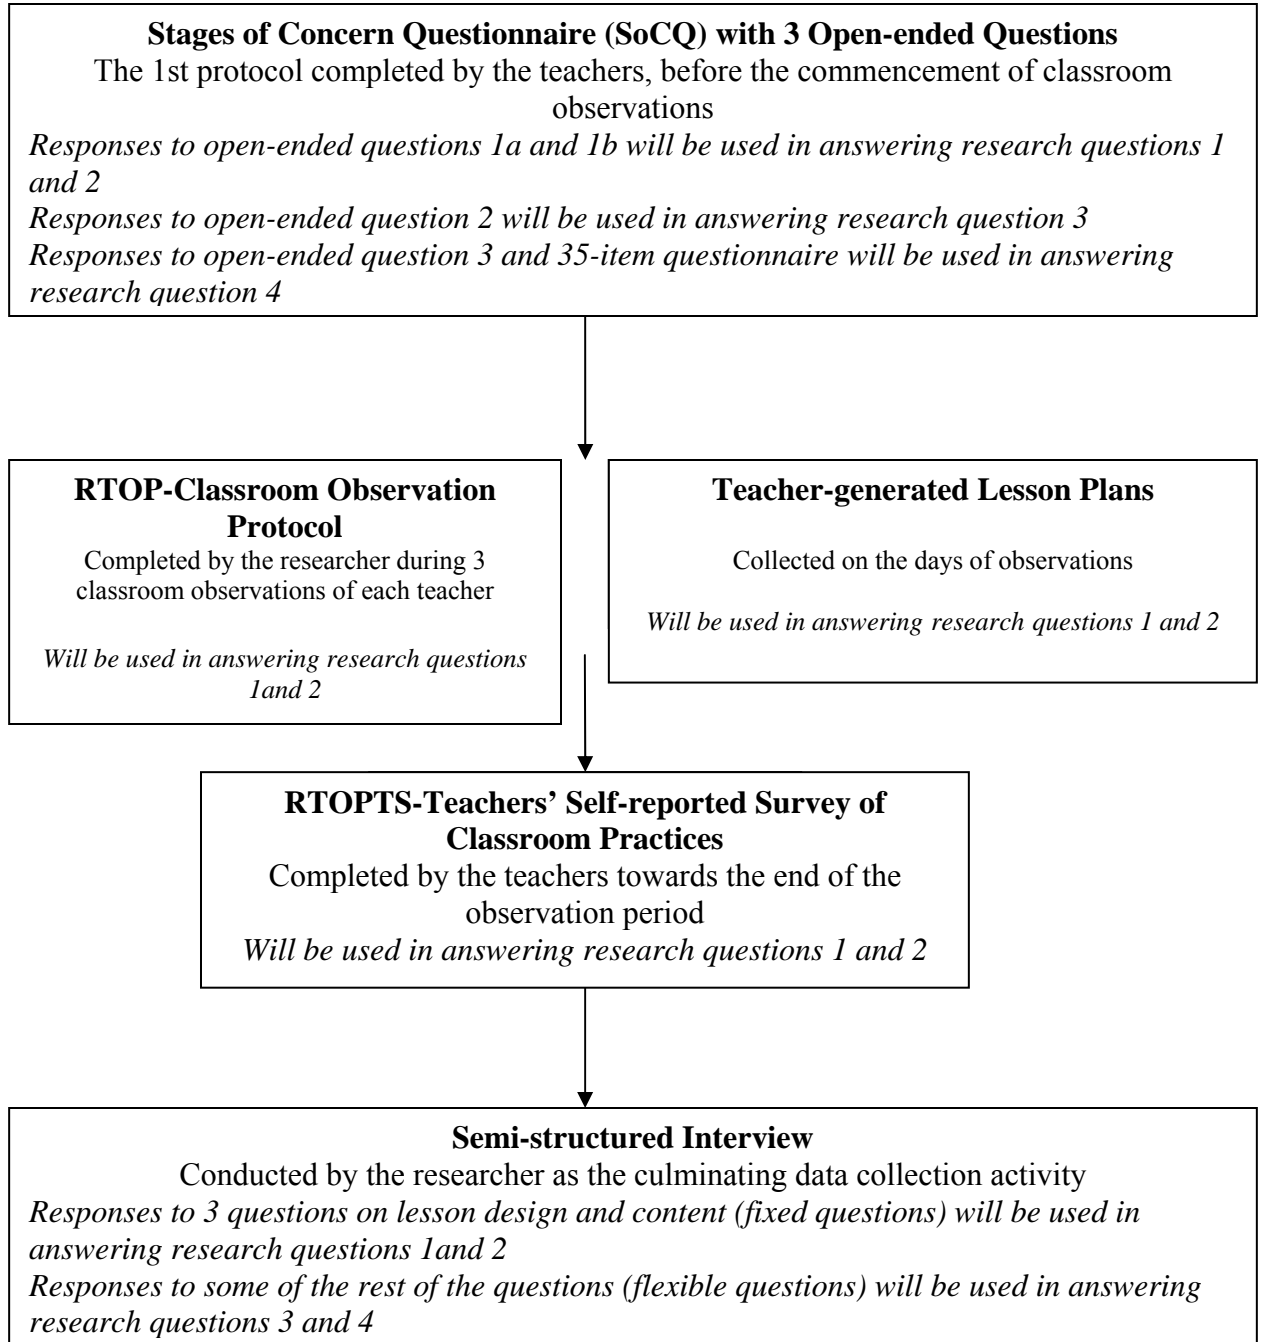 Stages of Concern Questionnaire (SoCQ) with 3 Open-ended Questions
The 1st protocol completed by the teachers, before the commencement of classroom
observations
Responses to open-ended questions 1a and 1b will be used in answering research questions 1
and 2
Responses to open-ended question 2 will be used in answering research question 3
Responses to open-ended question 3 and 35-item questionnaire will be used in answering
research question 4
RTOP-Classroom Observation
Protocol
Completed by the researcher during 3
classroom observations of each teacher
Will be used in answering research questions
1and 2
Teacher-generated Lesson Plans
Collected on the days of observations
Will be used in answering research questions 1 and 2
RTOPTS-Teachers’ Self-reported Survey of
Classroom Practices
Completed by the teachers towards the end of the
observation period
Will be used in answering research questions 1 and 2
Semi-structured Interview
Conducted by the researcher as the culminating data collection activity
Responses to 3 questions on lesson design and content (fixed questions) will be used in
answering research questions 1and 2
Responses to some of the rest of the questions (flexible questions) will be used in answering
research questions 3 and 4